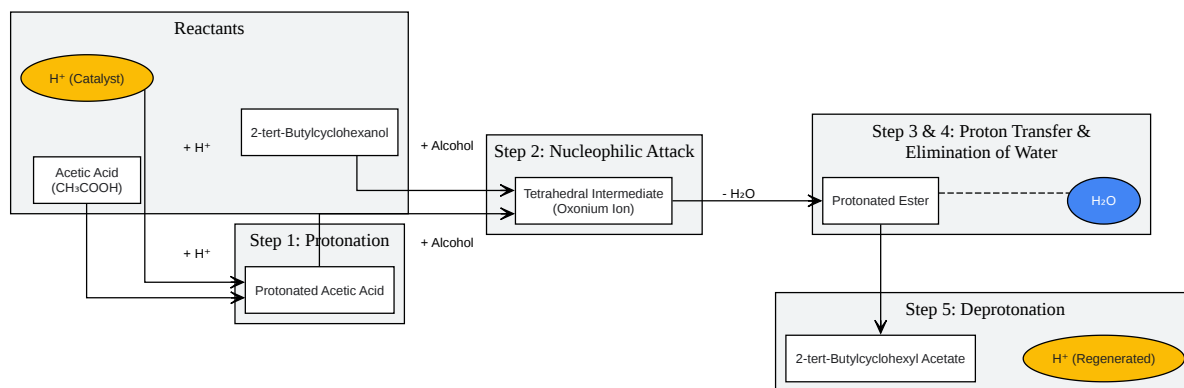 Reactants
H⁺ (Catalyst)
2-tert-Butylcyclohexanol
+ H⁺
+ Alcohol
Acetic Acid
(CH₃COOH)
Step 1: Protonation
+ H⁺
+ Alcohol
Protonated Acetic Acid
Step 2: Nucleophilic Attack
Tetrahedral Intermediate
(Oxonium Ion)
- H₂O
Step 3 & 4: Proton Transfer &
Elimination of Water
Protonated Ester
H₂O
Step 5: Deprotonation
2-tert-Butylcyclohexyl Acetate
H⁺ (Regenerated)